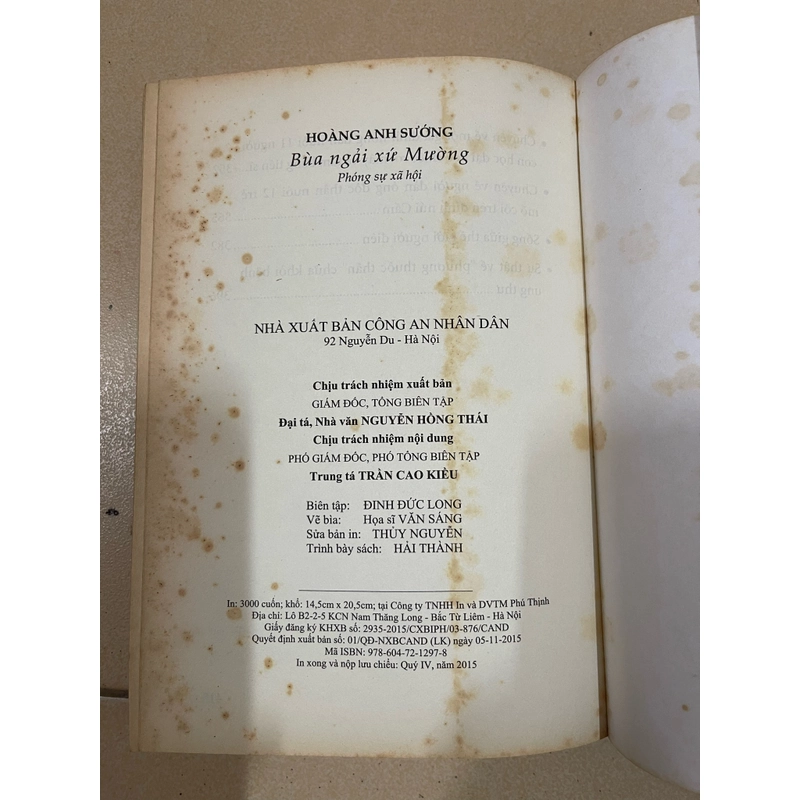 HOÀNG ANH SƯỚNG
Bùa ngải xứ Mường
Phóng sự xã hội
NHÀ XUẤT BẢN CÔNG AN NHÂN DÂN
92 Nguyễn Du - Hà Nội
Chịu trách nhiệm xuất bản
GIÁM ĐỐC, TỔNG BIÊN TẬP
Đại tá, Nhà văn NGUYỄN HỒNG THÁI
Chịu trách nhiệm nội dung
PHÓ GIÁM ĐỐC, PHÓ TỔNG BIÊN TẬP
Trung tá TRẦN CAO KIỀU
Biên tập: ĐINH ĐỨC LONG
Vẽ bìa: Họa sĩ VĂN SÁNG
Sửa bản in: THÙY NGUYỄN
Trình bày sách: HẢI THÀNH
In: 3000 cuốn; khổ: 14,5cm x 20,5cm; tại Công ty TNHH In và DVTM Phú Thịnh
Địa chỉ: Lô B2-2-5 KCN Nam Thăng Long - Bắc Từ Liêm - Hà Nội
Giấy đăng ký KHXB số: 2935-2015/CXBIPH/03-876/CAND
Quyết định xuất bản số: 01/QĐ-NXBCAND (LK) ngày 05-11-2015
Mã ISBN: 978-604-72-1297-8
In xong và nộp lưu chiểu: Quý IV, năm 2015